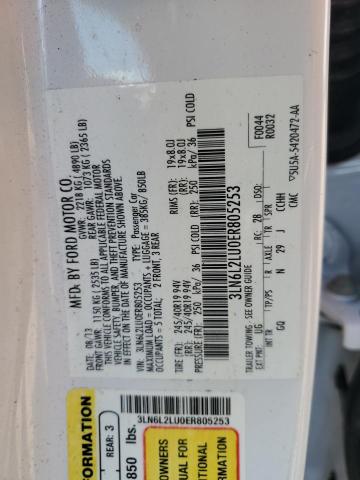 MFD. BY FORD MOTOR CO.
DATE: 08/13 GVWR: 2218 KG ( 4890 LB)
FRONT GAWR: 1150 KG ( 2535 LB) REAR GAWR: 1073 KG ( 2365 LB)
THIS VEHICLE CONFORMS TO ALL APPLICABLE FEDERAL MOTOR
VEHICLE SAFETY, BUMPER, AND THEFT PREVENTION STANDARDS
IN EFFECT ON THE DATE OF MANUFACTURE SHOWN ABOVE.
VIN: 3LN6L2LU0ER805253 TYPE: Passenger Car
MAXIMUM LOAD = OCCUPANTS + LUGGAGE = 385KG/ 850LB
OCCUPANTS = 5 TOTAL: 2 FRONT, 3 REAR
TIRES (FR): 245/40R19 94V RIMS (FR): 19x8.0J
(RR): 245/40R19 94V (RR): 19x8.0J
PRESSURE (FR): 250 kPa/ 36 PSI COLD (RR): 250 kPa/ 36 PSI COLD
3LN6L2LU0ER805253
TRAILER TOWING - SEE OWNER GUIDE
F0044
R0032
EXT PNT: UG RC: 28 DSO:
INT TR TP/PS R AXLE TR SPR
GQ N 29 J CCHH
CMC *5U5A-5420472-AA
3LN6L2LU0ER805253
FORMATION
REAR: 3
850 lbs.
OWNERS
UAL FOR
DITIONAL